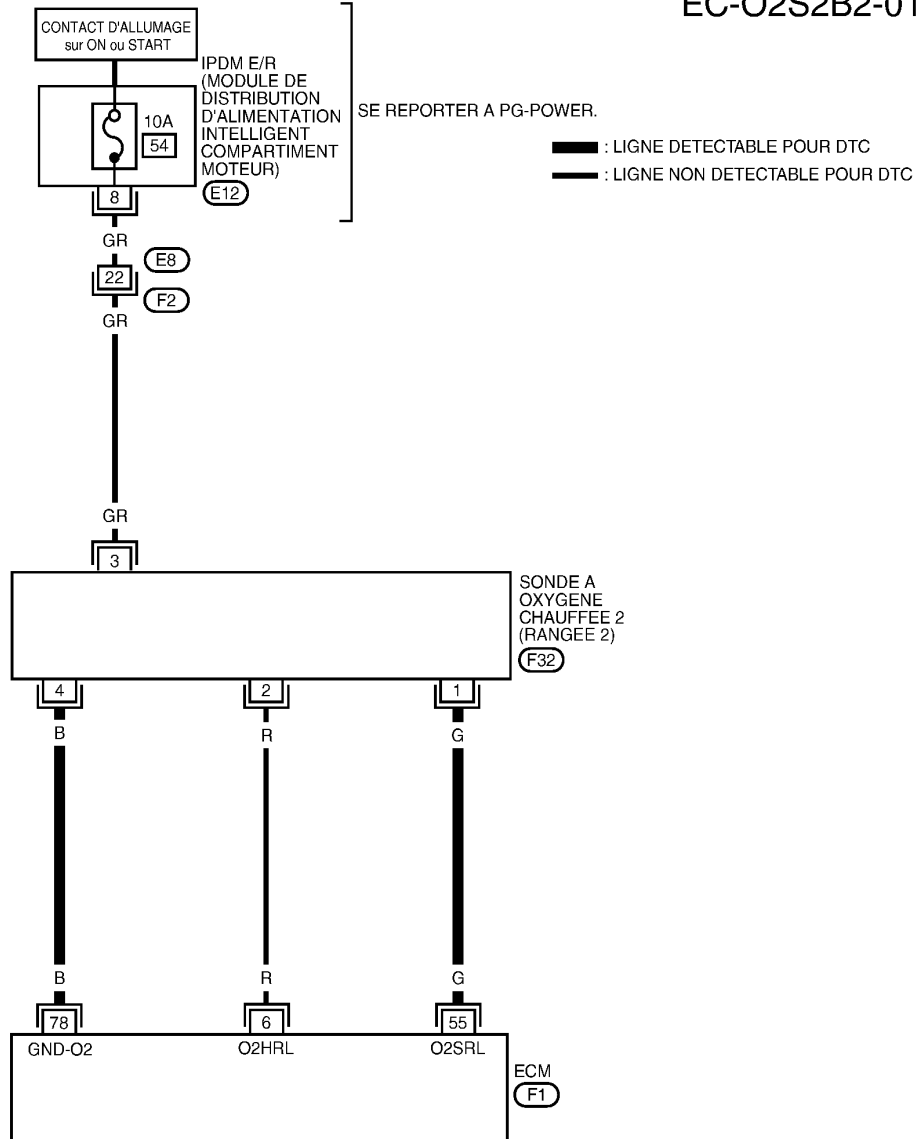 EC-O2S2B2-01
CONTACT D'ALLUMAGE
sur ON ou START
IPDM E/R
(MODULE DE
DISTRIBUTION
D'ALIMENTATION
INTELLIGENT
COMPARTIMENT
MOTEUR)
E12
10A
54
SE REPORTER A PG-POWER.
: LIGNE DETECTABLE POUR DTC
: LIGNE NON DETECTABLE POUR DTC
8
GR
E8
22
F2
GR
GR
3
SONDE A
OXYGENE
CHAUFFEE 2
(RANGEE 2)
F32
4 2 1
B R G
B R G
78 6 55
GND-O2 O2HRL O2SRL
ECM
F1